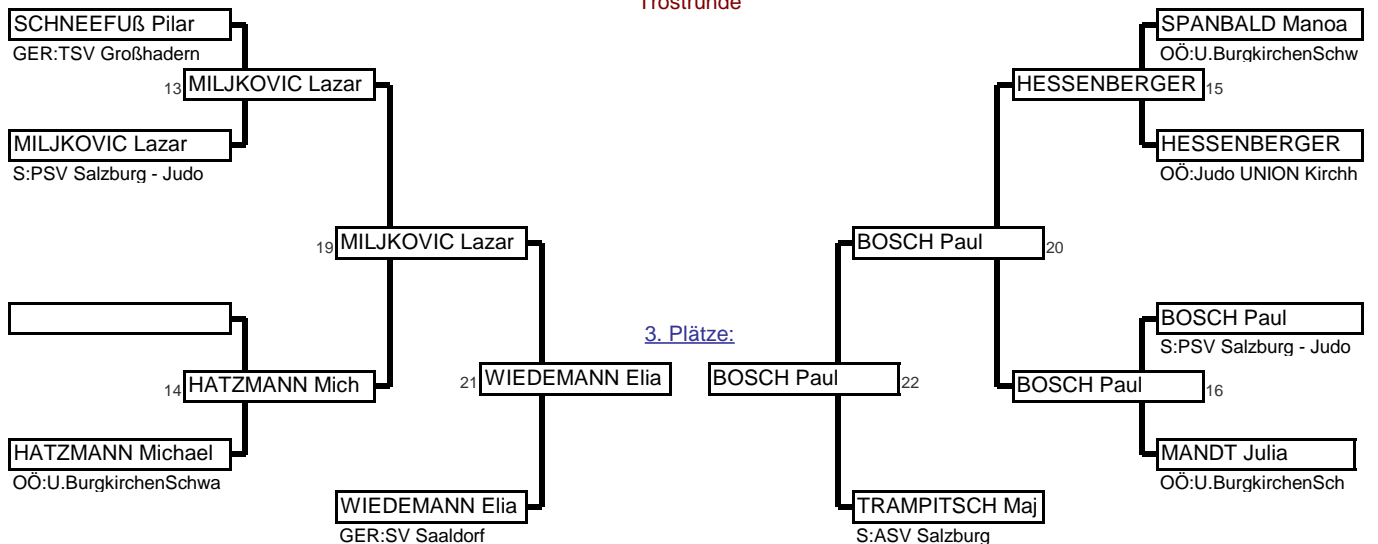 Trostrunde
SCHNEEFUß Pilar
GER:TSV Großhadern
13 MILJKOVIC Lazar
MILJKOVIC Lazar
S:PSV Salzburg - Judo
19 MILJKOVIC Lazar
14 HATZMANN Mich
HATZMANN Michael
OÖ:U.BurgkirchenSchwa
21 WIEDEMANN Elia
WIEDEMANN Elia
GER:SV Saaldorf
3. Plätze:
SPANBALD Manoa
OÖ:U.BurgkirchenSchw
HESSENBERGER 15
HESSENBERGER
OÖ:Judo UNION Kirchh
BOSCH Paul 20
BOSCH Paul
S:PSV Salzburg - Judo
BOSCH Paul 22
BOSCH Paul 16
MANDT Julia
OÖ:U.BurgkirchenSch
TRAMPITSCH Maj
S:ASV Salzburg